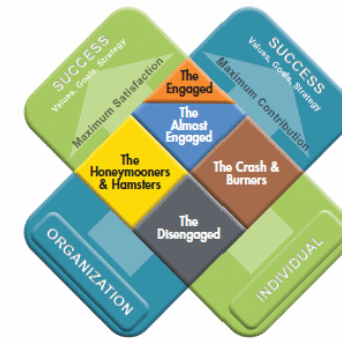 SUCCESS
Values, Goals, Strategy
SUCCESS
Values, Goals, Strategy
Maximum Satisfaction
Maximum Contribution
The
Engaged
The
Almost
Engaged
The
Honeymooners
& Hamsters
The Crash &
Burners
The
Disengaged
ORGANIZATION
INDIVIDUAL